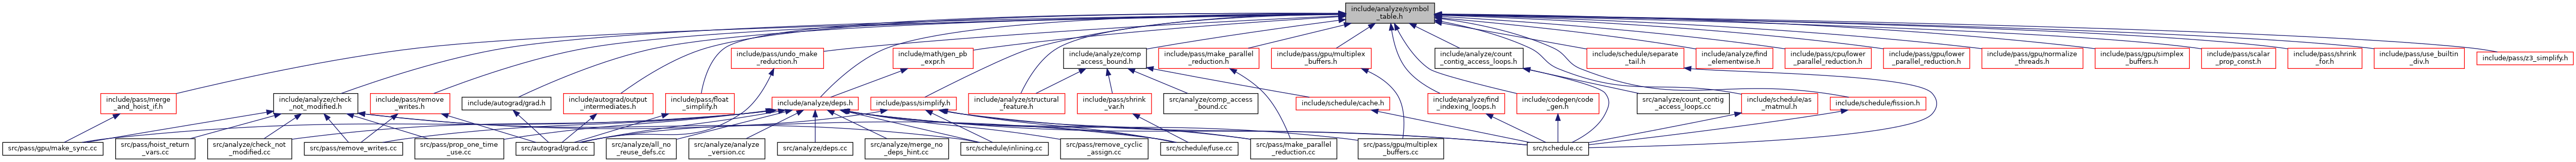 include/analyze/symbol
_table.h
include/pass/undo_make
_reduction.h
include/math/gen_pb
_expr.h
include/analyze/comp
_access_bound.h
include/pass/make_parallel
_reduction.h
include/pass/gpu/multiplex
_buffers.h
include/analyze/count
_contig_access_loops.h
include/schedule/separate
_tail.h
include/analyze/find
_elementwise.h
include/pass/cpu/lower
_parallel_reduction.h
include/pass/gpu/lower
_parallel_reduction.h
include/pass/gpu/normalize
_threads.h
include/pass/gpu/simplex
_buffers.h
include/pass/scalar
_prop_const.h
include/pass/shrink
_for.h
include/pass/use_builtin
_div.h
include/pass/z3_simplify.h
include/pass/merge
_and_hoist_if.h
include/analyze/check
_not_modified.h
include/pass/remove
_writes.h
include/autograd/grad.h
include/autograd/output
_intermediates.h
include/pass/float
_simplify.h
include/analyze/deps.h
include/pass/simplify.h
include/analyze/structural
_feature.h
include/pass/shrink
_var.h
src/analyze/comp_access
_bound.cc
include/schedule/cache.h
include/analyze/find
_indexing_loops.h
include/codegen/code
_gen.h
src/analyze/count_contig
_access_loops.cc
include/schedule/as
_matmul.h
include/schedule/fission.h
src/pass/gpu/make_sync.cc
src/pass/hoist_return
_vars.cc
src/analyze/check_not
_modified.cc
src/pass/remove_writes.cc
src/pass/prop_one_time
_use.cc
src/autograd/grad.cc
src/analyze/all_no
_reuse_defs.cc
src/analyze/analyze
_version.cc
src/analyze/deps.cc
src/analyze/merge_no
_deps_hint.cc
src/schedule/inlining.cc
src/pass/remove_cyclic
_assign.cc
src/schedule/fuse.cc
src/pass/make_parallel
_reduction.cc
src/pass/gpu/multiplex
_buffers.cc
src/schedule.cc